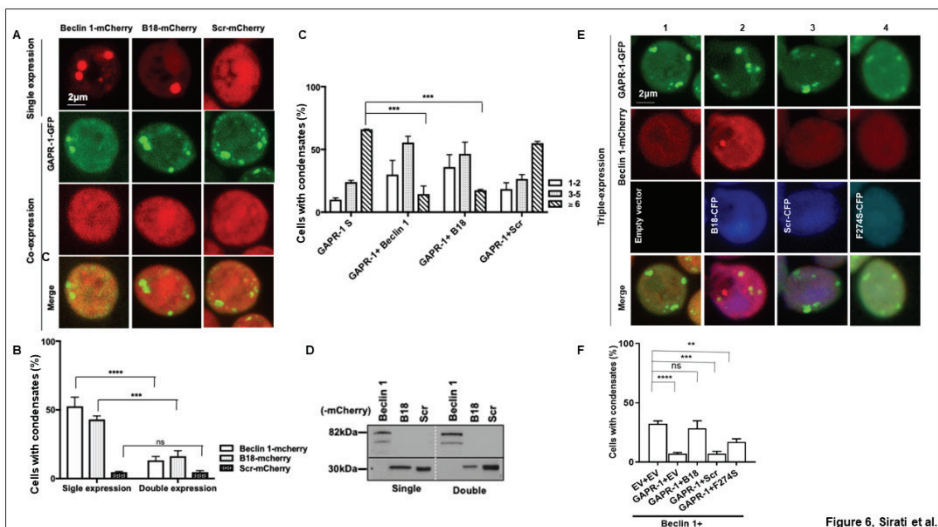 A
Beclin 1-mCherry B18-mCherry Scr-mCherry
Single expression
2μm
GAPR-1-GFP
Co-expression
C
Merge
B
Cells with condensates (%)
100
50
0
****
***
ns
Sigle expression Double expression
Beclin 1-mcherry
B18-mcherry
Scr-mCherry
C
Cells with condensates (%)
100
50
0
***
***
GAPR-1 S
GAPR-1+ Beclin 1
GAPR-1+ B18
GAPR-1+Scr
1-2
3-5
≥ 6
D
(-mCherry)
Beclin 1 B18 Scr Beclin 1 B18 Scr
82kDa
30kDa
Single Double
E
1 2 3 4
GAPR-1-GFP
2μm
Beclin 1-mCherry
Triple-expression
Empty vector B18-CFP Scr-CFP F274S-CFP
Merge
F
Cells with condensates (%)
100
50
0
**
***
ns
****
EV+EV
GAPR-1+EV
GAPR-1+B18
GAPR-1+Scr
GAPR-1+F274S
Beclin 1+
Figure 6, Sirati et al.